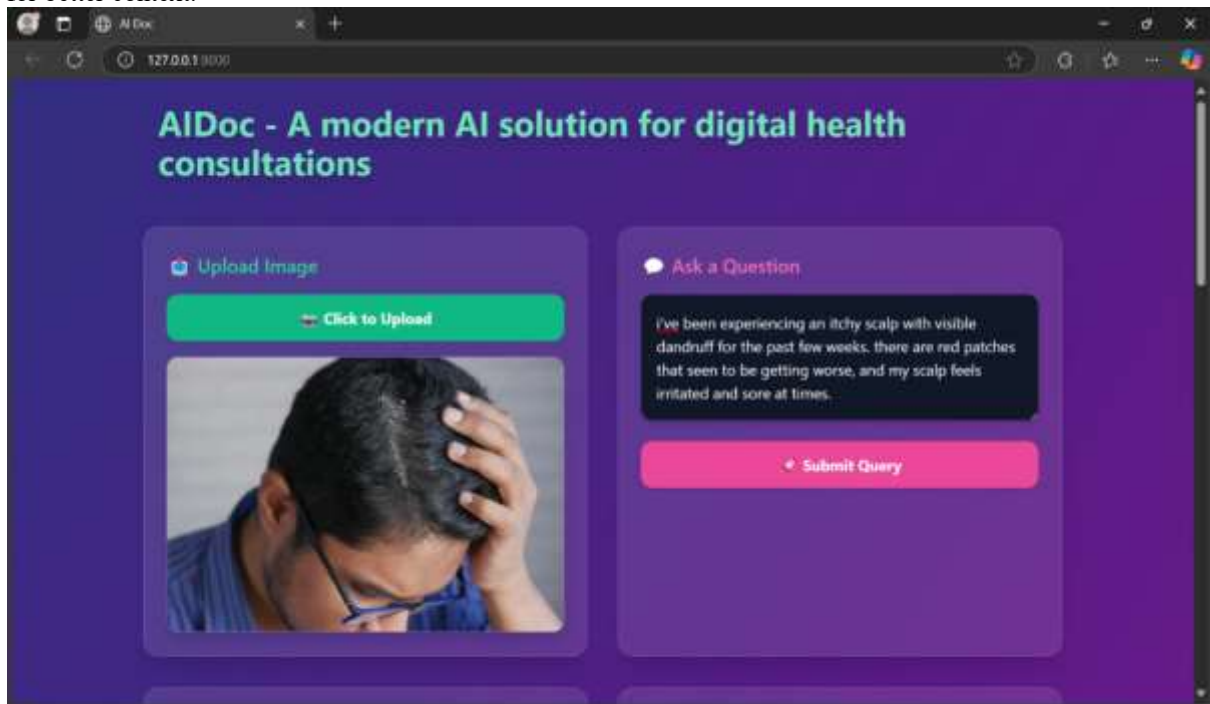 AI Doc
127.0.0.1:8000
AIDoc - A modern AI solution for digital health
consultations
Upload Image
Click to Upload
Ask a Question
i've been experiencing an itchy scalp with visible
dandruff for the past few weeks. there are red patches
that seen to be getting worse, and my scalp feels
irritated and sore at times.
Submit Query